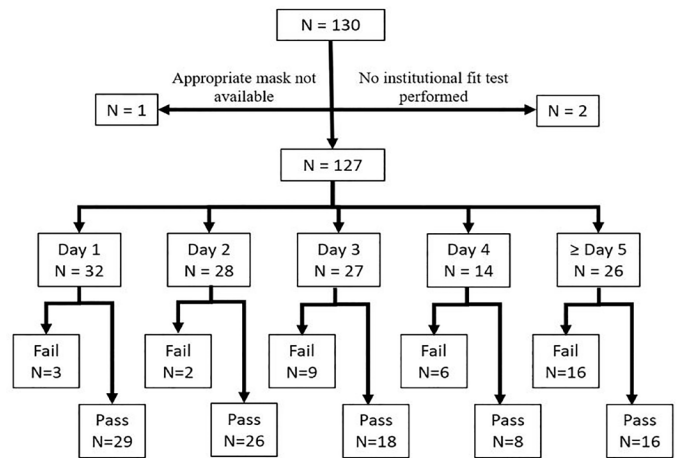 N = 130
Appropriate mask not
available
No institutional fit test
performed
N = 1
N = 2
N = 127
Day 1
N = 32
Day 2
N = 28
Day 3
N = 27
Day 4
N = 14
≥ Day 5
N = 26
Fail
N=3
Fail
N=2
Fail
N=9
Fail
N=6
Fail
N=16
Pass
N=29
Pass
N=26
Pass
N=18
Pass
N=8
Pass
N=16